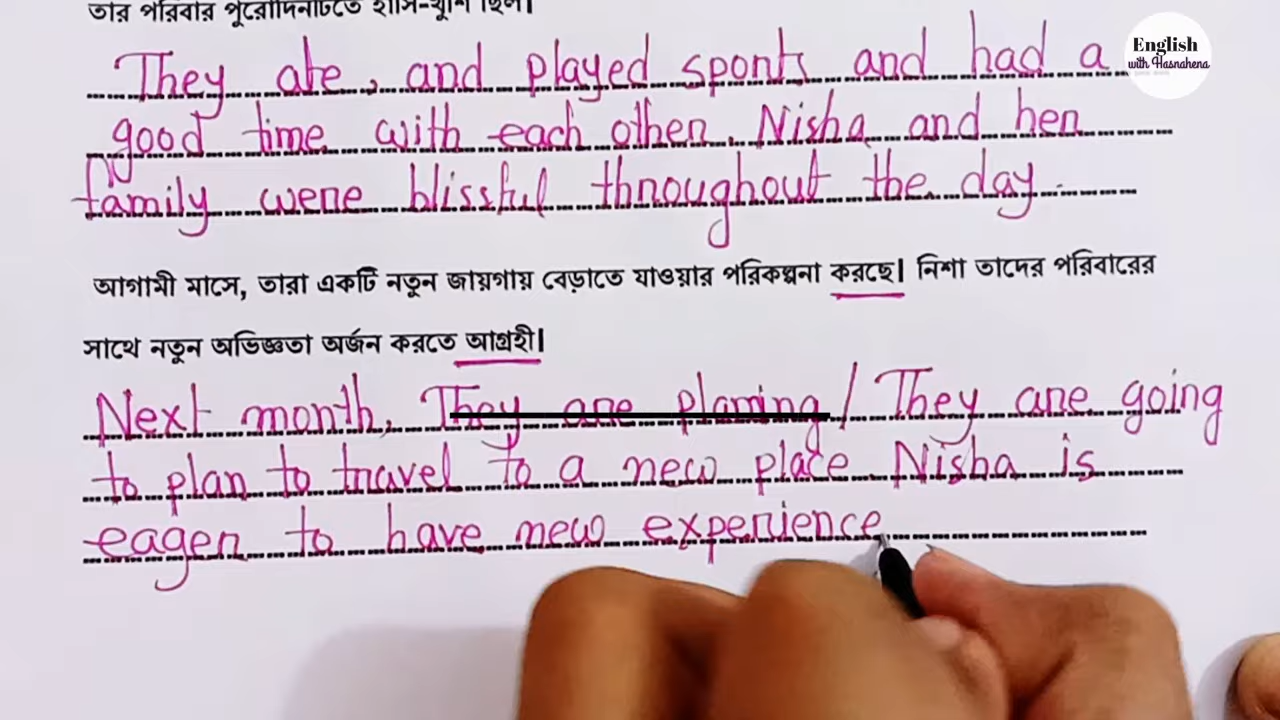 তার পরিবার পুরোদিনটিতে হাসি-খুশি ছিল।
English
with Hasnahena
They ate, and played sports and had a
good time with each other. Nisha and her
family were blissful throughout the day.
আগামী মাসে, তারা একটি নতুন জায়গায় বেড়াতে যাওয়ার পরিকল্পনা করছে। নিশা তাদের পরিবারের
সাথে নতুন অভিজ্ঞতা অর্জন করতে আগ্রহী।
Next month, They are planing / They are going
to plan to travel to a new place. Nisha is
eager to have new experience